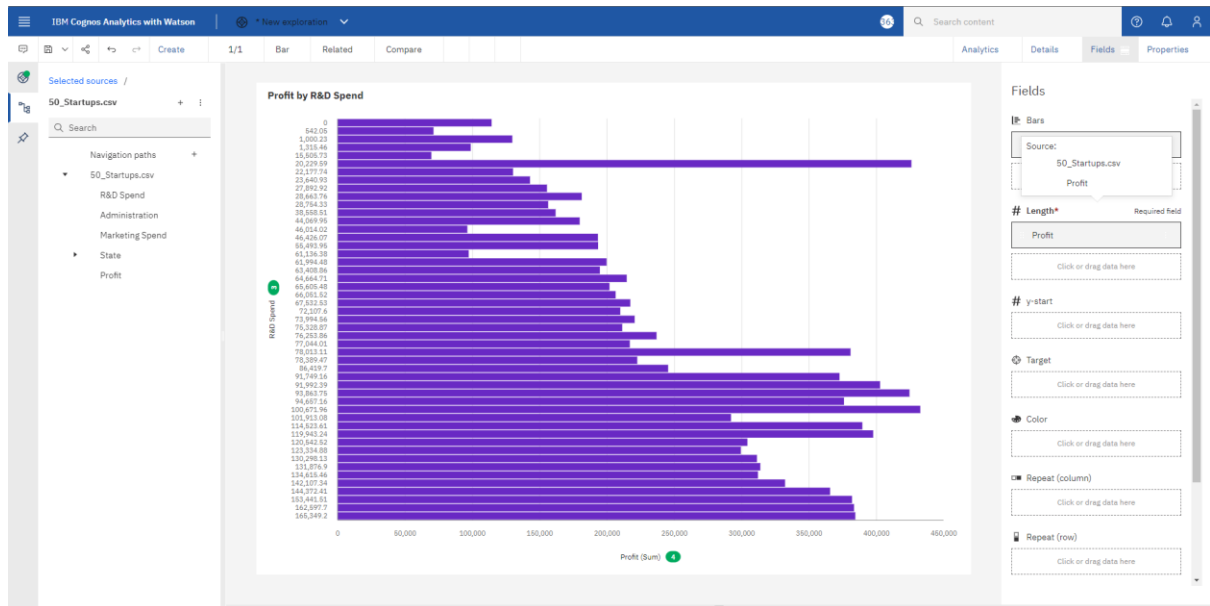 IBM Cognos Analytics with Watson
* New exploration
Search content
Create
1/1
Bar
Related
Compare
Analytics
Details
Fields
Properties
Selected sources /
50_Startups.csv
Search
Navigation paths
50_Startups.csv
R&D Spend
Administration
Marketing Spend
State
Profit
Profit by R&D Spend
R&D Spend
3
0
542.05
1,000.23
1,315.46
15,505.73
20,229.59
22,177.74
23,640.93
27,892.92
28,663.76
28,754.33
38,558.51
44,069.95
46,014.02
46,426.07
55,493.95
61,136.38
61,994.48
63,408.86
64,664.71
65,605.48
66,051.52
67,532.53
72,107.6
73,994.56
75,328.87
76,253.86
77,044.01
78,013.11
78,389.47
86,419.7
91,749.16
91,992.39
93,863.75
94,657.16
100,671.96
101,913.08
114,523.61
119,943.24
120,542.52
123,334.88
130,298.13
131,876.9
134,615.46
142,107.34
144,372.41
153,441.51
162,597.7
165,349.2
0
50,000
100,000
150,000
200,000
250,000
300,000
350,000
400,000
450,000
Profit (Sum) 4
Fields
Bars
Source:
50_Startups.csv
Profit
# Length*
Required field
Profit
Click or drag data here
# y-start
Click or drag data here
Target
Click or drag data here
Color
Click or drag data here
Repeat (column)
Click or drag data here
Repeat (row)
Click or drag data here